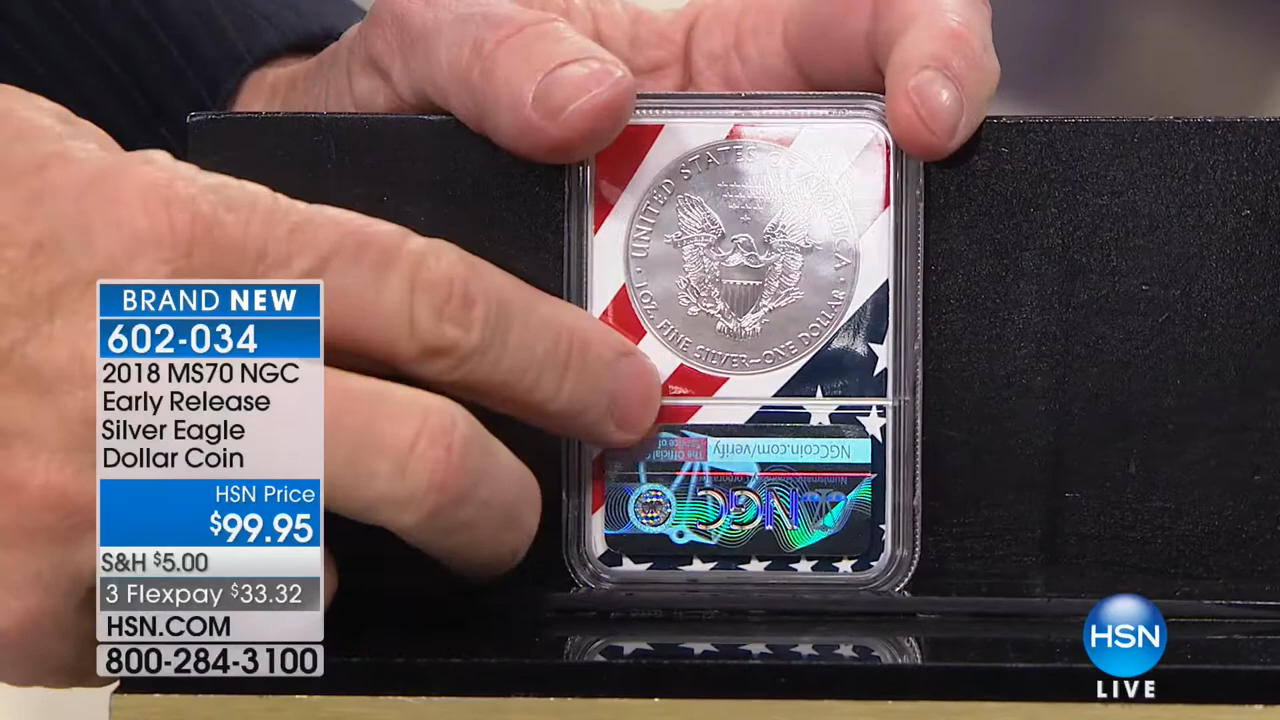 BRAND NEW
602-034
2018 MS70 NGC
Early Release
Silver Eagle
Dollar Coin
HSN Price
$99.95
S&H $5.00
3 Flexpay $33.32
HSN.COM
800-284-3100
UNITED STATES OF AMERICA
1 OZ. FINE SILVER–ONE DOLLAR
NGCcoin.com/verify
The Official
NGC
HSN
LIVE